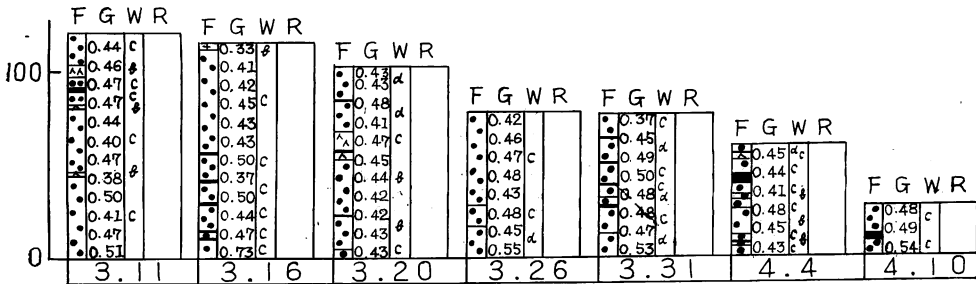 F G W R
0.44 c
0.46 b
0.47 c
0.47 c b
0.44
0.40 c
0.47
0.38 b
0.50
0.41 c
0.47
0.51
3.11
F G W R
0.33 b
0.41
0.42
0.45 c
0.43
0.43
0.50 c
0.37
0.50 c
0.44 c
0.47 c
0.73 c
3.16
F G W R
0.43 d
0.43
0.48
0.41 d
0.47 c
0.45
0.44 b
0.42
0.42
0.43 b
0.43 c
3.20
F G W R
0.42
0.46
0.47 c
0.48
0.43
0.48 c
0.45
0.55 d
3.26
F G W R
0.37 c
0.45
0.49 d
0.50 c
0.48 c d
0.48 c
0.47
0.53 d
3.31
F G W R
0.45 d c
0.44 c
0.41 c b
0.48 c b
0.45 c
0.43 c b
4.4
F G W R
0.48 c
0.49
0.54 c
4.10
100
0